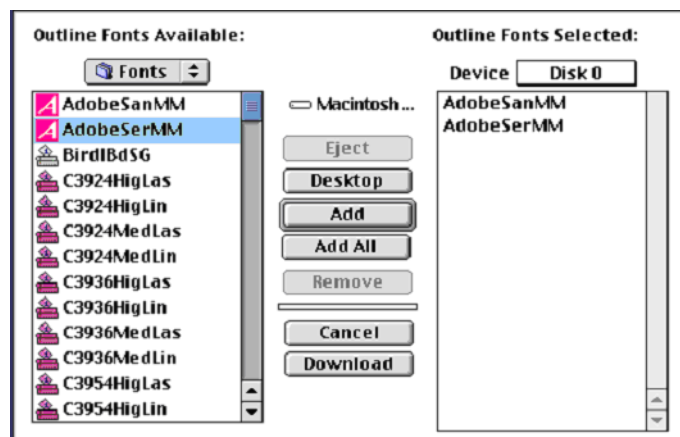 Outline Fonts Available:
Fonts
AdobeSanMM
AdobeSerMM
BirdlBdSG
C3924HigLas
C3924HigLin
C3924MedLas
C3924MedLin
C3936HigLas
C3936HigLin
C3936MedLas
C3936MedLin
C3954HigLas
C3954HigLin
Macintosh ...
Eject
Desktop
Add
Add All
Remove
Cancel
Download
Outline Fonts Selected:
Device Disk 0
AdobeSanMM
AdobeSerMM